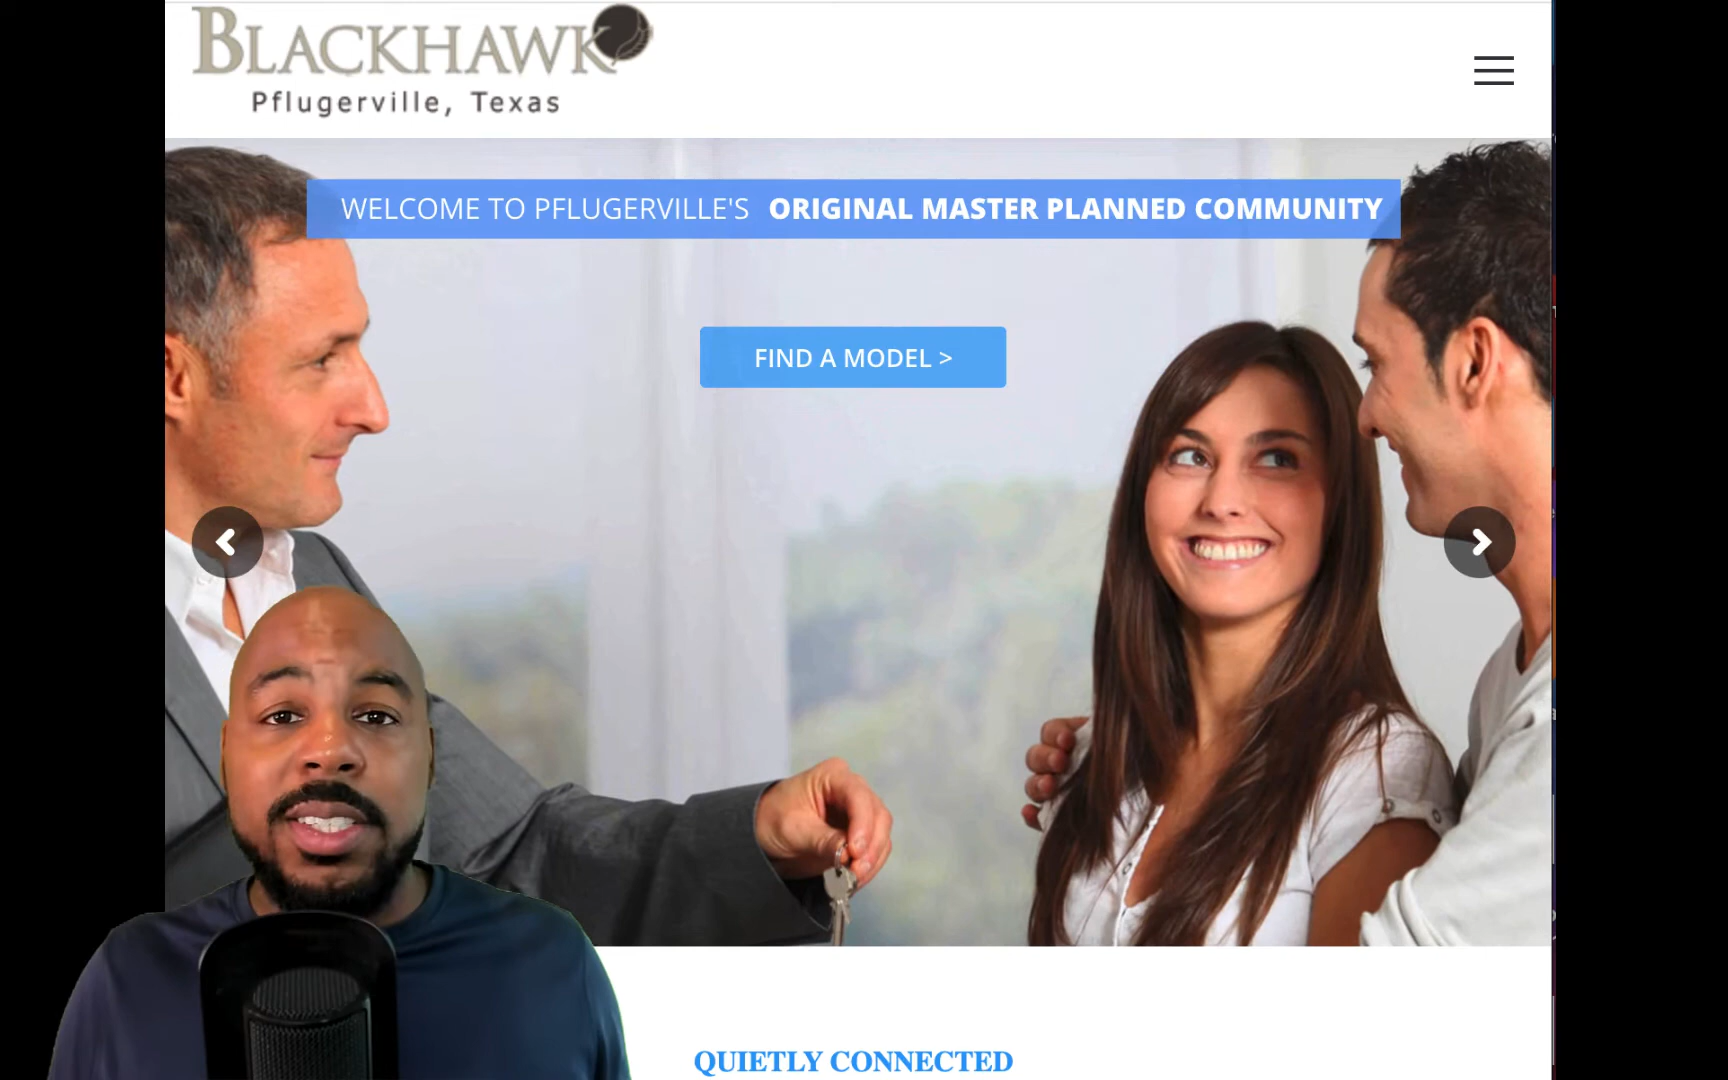 BLACKHAWK
Pflugerville, Texas
WELCOME TO PFLUGERVILLE'S ORIGINAL MASTER PLANNED COMMUNITY
FIND A MODEL >
QUIETLY CONNECTED